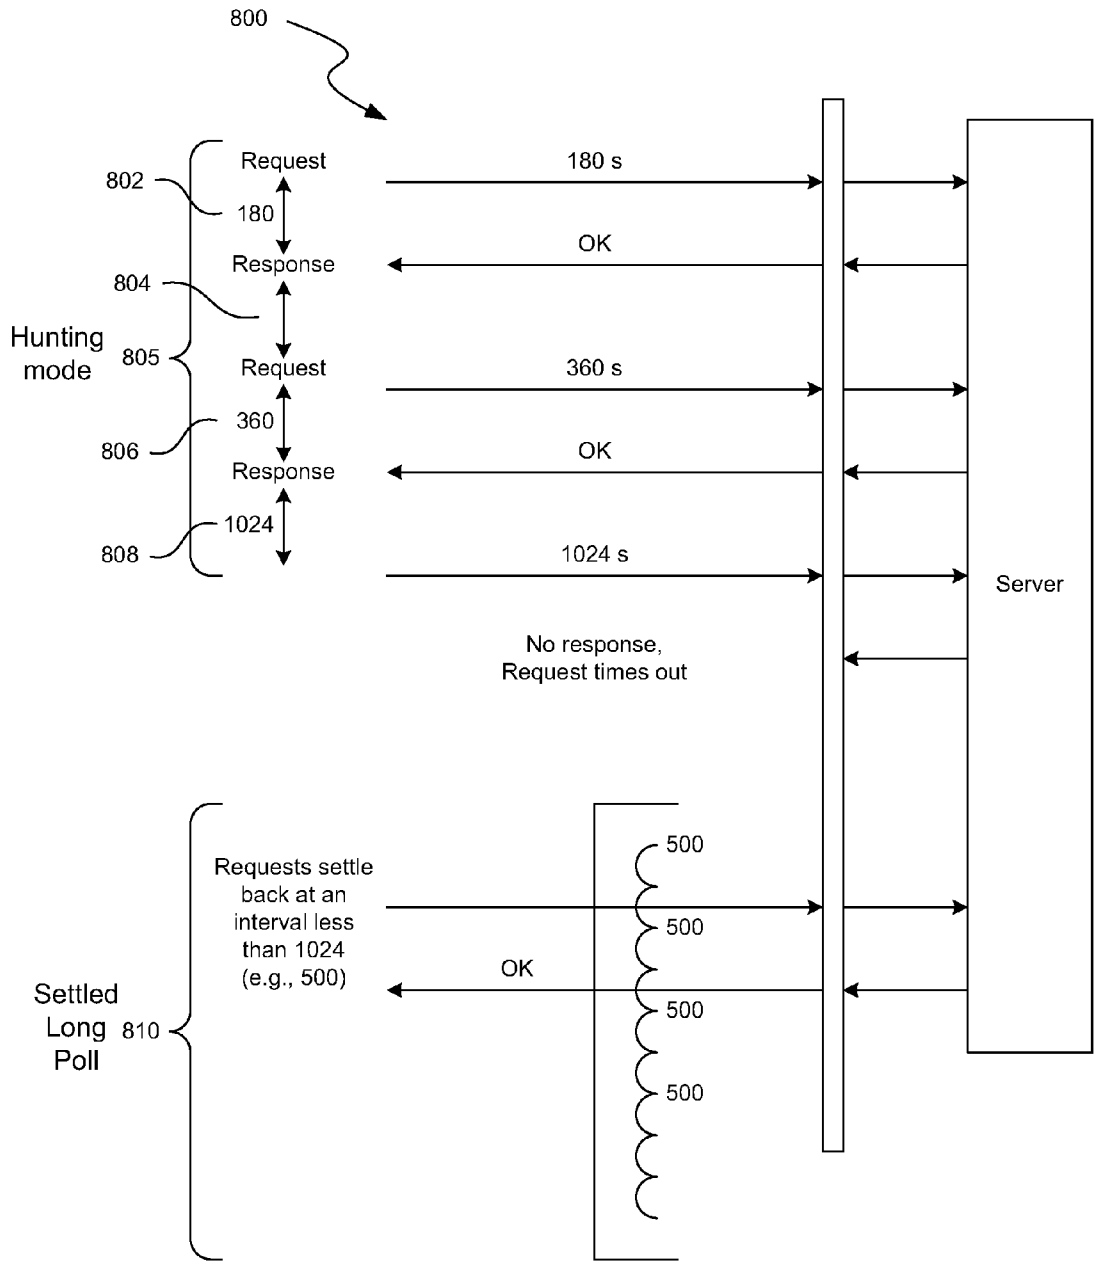 800
Request
180 s
802
180
OK
Response
804
Hunting
mode
805
Request
360 s
360
806
OK
Response
1024
808
1024 s
Server
No response,
Request times out
500
Requests settle
back at an
interval less
than 1024
(e.g., 500)
500
OK
Settled
Long
Poll
810
500
500